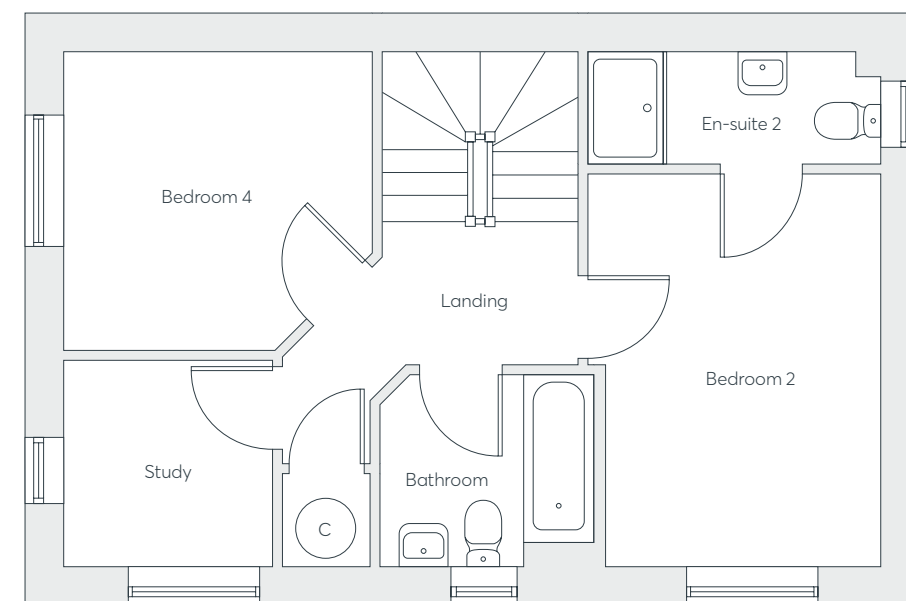 En-suite 2
Bedroom 4
Landing
Bedroom 2
Study
Bathroom
C